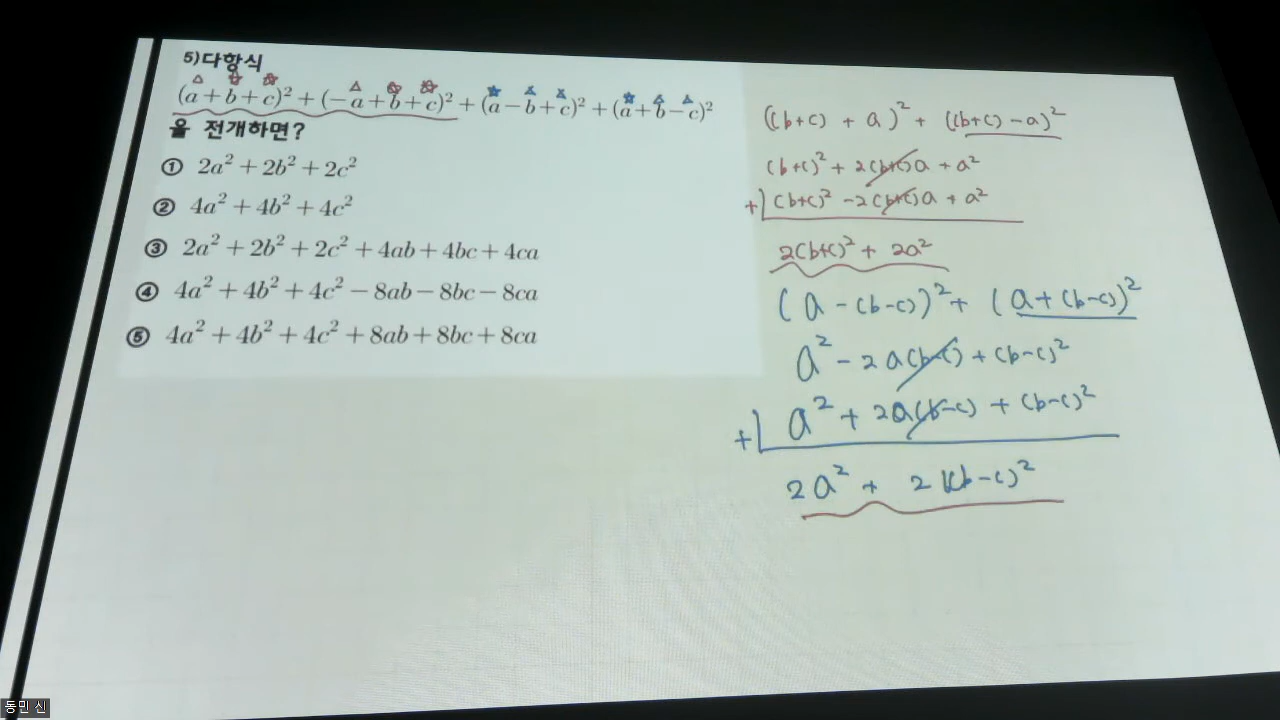 5)다항식
(a+b+c)² + (−a+b+c)² + (a−b+c)² + (a+b−c)²
을 전개하면?
① 2a² + 2b² + 2c²
② 4a² + 4b² + 4c²
③ 2a² + 2b² + 2c² + 4ab + 4bc + 4ca
④ 4a² + 4b² + 4c² − 8ab − 8bc − 8ca
⑤ 4a² + 4b² + 4c² + 8ab + 8bc + 8ca
((b+c) + a)² + ((b+c) − a)²
(b+c)² + 2(b+c)a + a²
+) (b+c)² − 2(b+c)a + a²
2(b+c)² + 2a²
(a − (b−c))² + (a + (b−c))²
a² − 2a(b−c) + (b−c)²
+) a² + 2a(b−c) + (b−c)²
2a² + 2(b−c)²
동민 신